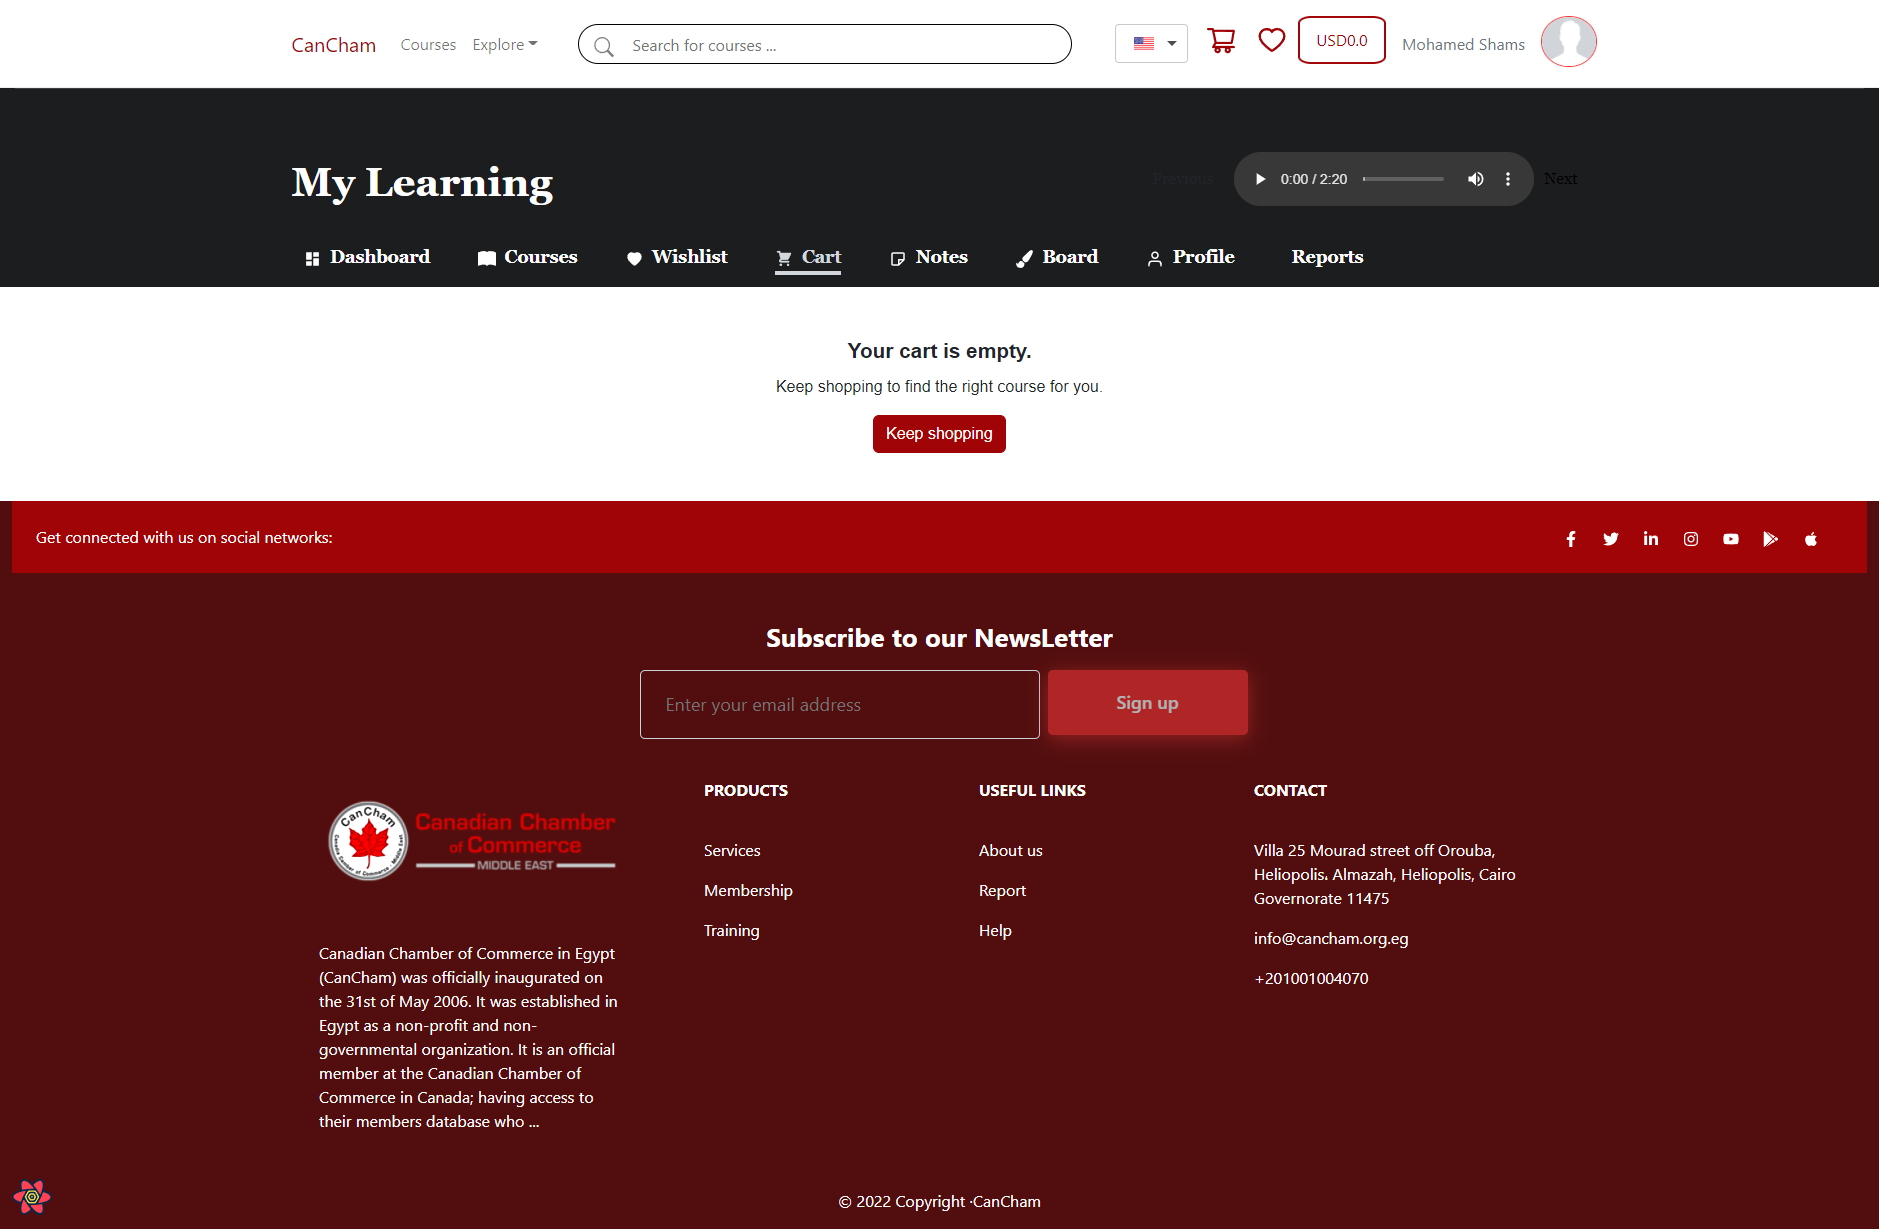 CanCham Courses Explore Search for courses ... USD0.0 Mohamed Shams
My Learning
Previous 0:00 / 2:20 Next
Dashboard Courses Wishlist Cart Notes Board Profile Reports
Your cart is empty.
Keep shopping to find the right course for you.
Keep shopping
Get connected with us on social networks:
Subscribe to our NewsLetter
Enter your email address Sign up
CanCham
Canadian Chamber of Commerce - Middle East
Canadian Chamber
of Commerce
MIDDLE EAST
Canadian Chamber of Commerce in Egypt
(CanCham) was officially inaugurated on
the 31st of May 2006. It was established in
Egypt as a non-profit and non-
governmental organization. It is an official
member at the Canadian Chamber of
Commerce in Canada; having access to
their members database who ...
PRODUCTS
Services
Membership
Training
USEFUL LINKS
About us
Report
Help
CONTACT
Villa 25 Mourad street off Orouba,
Heliopolis، Almazah, Heliopolis, Cairo
Governorate 11475
info@cancham.org.eg
+201001004070
© 2022 Copyright ·CanCham